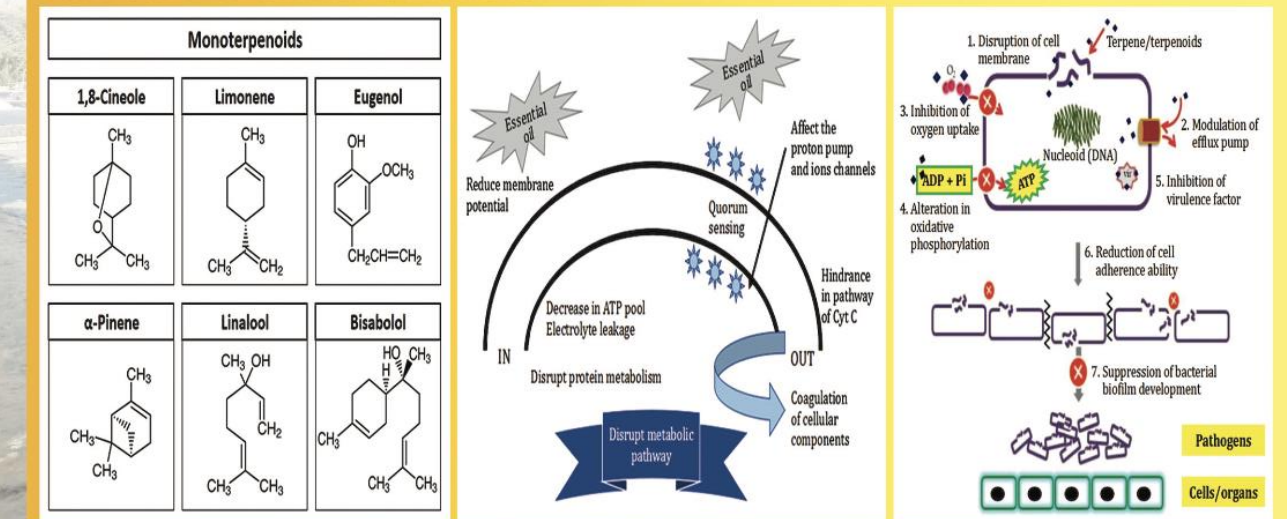 Monoterpenoids
1,8-Cineole
Limonene
Eugenol
CH₃
O
CH₃
CH₃
CH₃
CH₃
CH₂
OH
OCH₃
CH₂CH=CH₂
α-Pinene
Linalool
Bisabolol
CH₃
CH₃
CH₃
CH₃ OH
CH₂
CH₃
CH₃
HO
CH₃
H
CH₃
CH₃
CH₃
Essential
oil
Essential
oil
Reduce membrane
potential
Affect the
proton pump
and ions channels
Quorum
sensing
Hindrance
in pathway
of Cyt C
Decrease in ATP pool
Electrolyte leakage
IN
OUT
Disrupt protein metabolism
Coagulation
of cellular
components
Disrupt metabolic
pathway
1. Disruption of cell
membrane
Terpene/terpenoids
O₂
3. Inhibition of
oxygen uptake
2. Modulation of
efflux pump
Nucleoid (DNA)
ADP + Pi
ATP
Vir
5. Inhibition of
virulence factor
4. Alteration in
oxidative
phosphorylation
6. Reduction of cell
adherence ability
7. Suppression of bacterial
biofilm development
Pathogens
Cells/organs